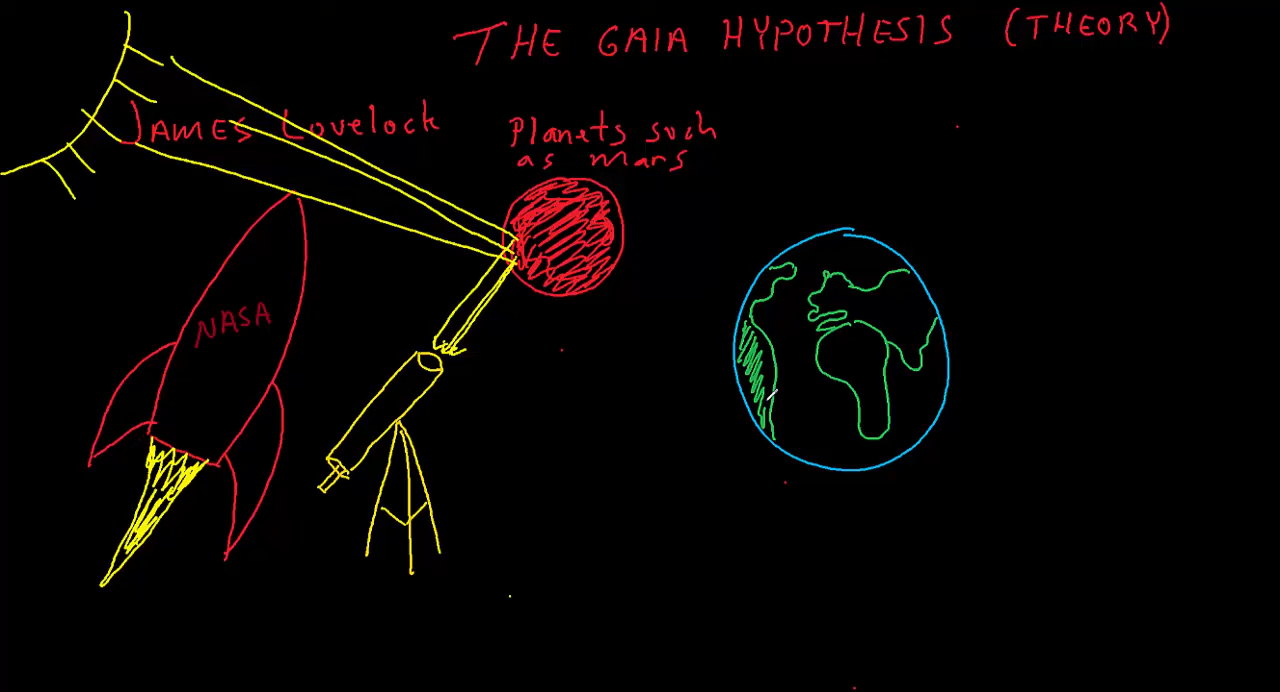 THE GAIA HYPOTHESIS (THEORY)
JAMES Lovelock
Planets such
as mars
NASA